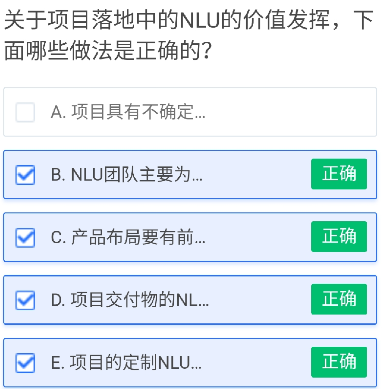 关于项目落地中的NLU的价值发挥，下
面哪些做法是正确的？
A. 项目具有不确定...
B. NLU团队主要为... 正确
C. 产品布局要有前... 正确
D. 项目交付物的NL... 正确
E. 项目的定制NLU... 正确